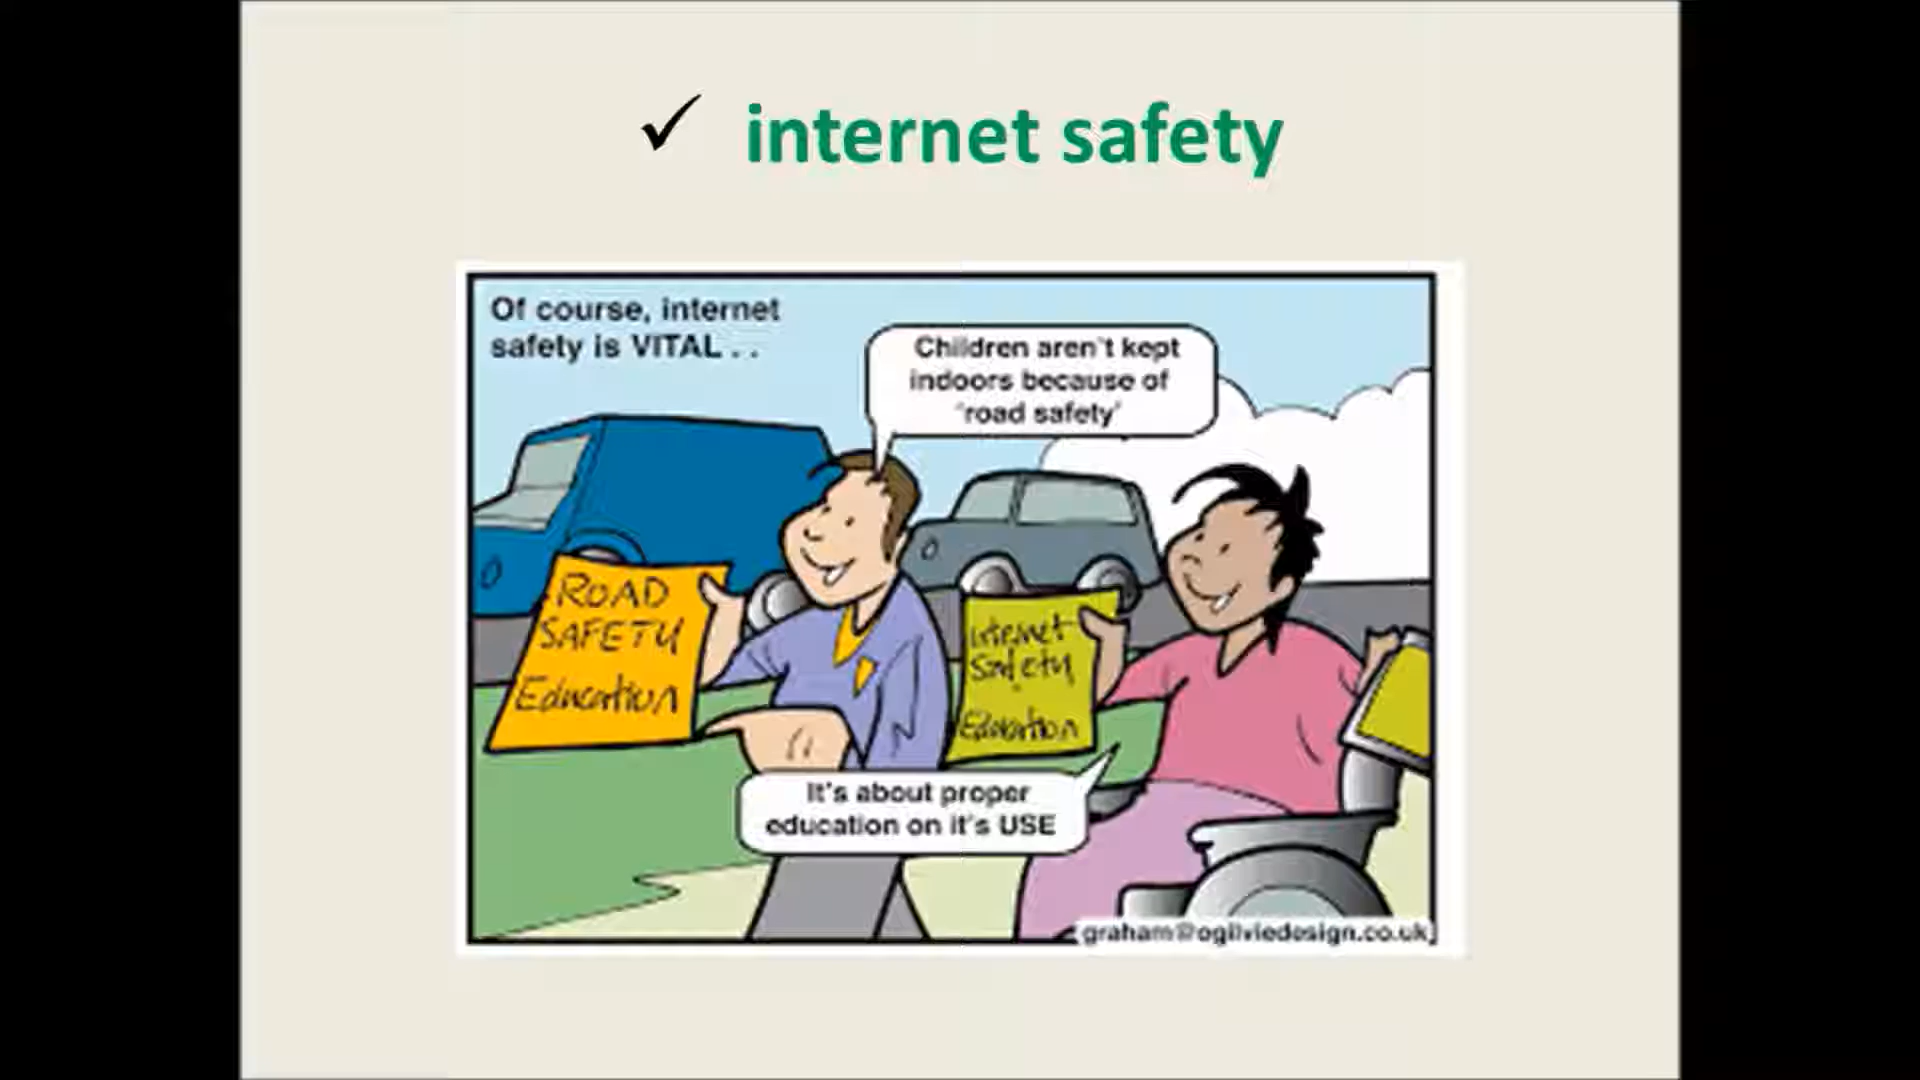 ✓ internet safety
Of course, internet
safety is VITAL . .
Children aren't kept
indoors because of
'road safety'
ROAD
SAFETY
Education
Internet
Safety
Education
It's about proper
education on it's USE
graham@ogilviedesign.co.uk